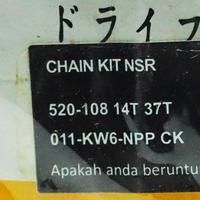 ドライブ
CHAIN KIT NSR
520-108 14T 37T
011-KW6-NPP CK
Apakah anda beruntu